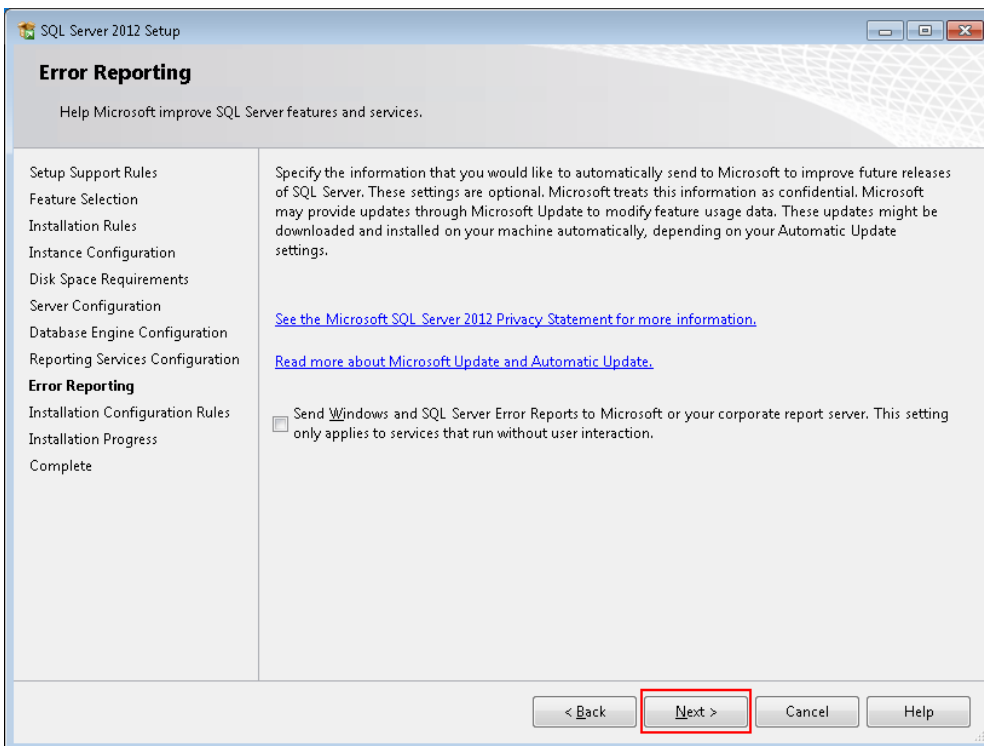 SQL Server 2012 Setup
Error Reporting
Help Microsoft improve SQL Server features and services.
Setup Support Rules
Feature Selection
Installation Rules
Instance Configuration
Disk Space Requirements
Server Configuration
Database Engine Configuration
Reporting Services Configuration
Error Reporting
Installation Configuration Rules
Installation Progress
Complete
Specify the information that you would like to automatically send to Microsoft to improve future releases
of SQL Server. These settings are optional. Microsoft treats this information as confidential. Microsoft
may provide updates through Microsoft Update to modify feature usage data. These updates might be
downloaded and installed on your machine automatically, depending on your Automatic Update
settings.
See the Microsoft SQL Server 2012 Privacy Statement for more information.
Read more about Microsoft Update and Automatic Update.
Send Windows and SQL Server Error Reports to Microsoft or your corporate report server. This setting
only applies to services that run without user interaction.
< Back
Next >
Cancel
Help